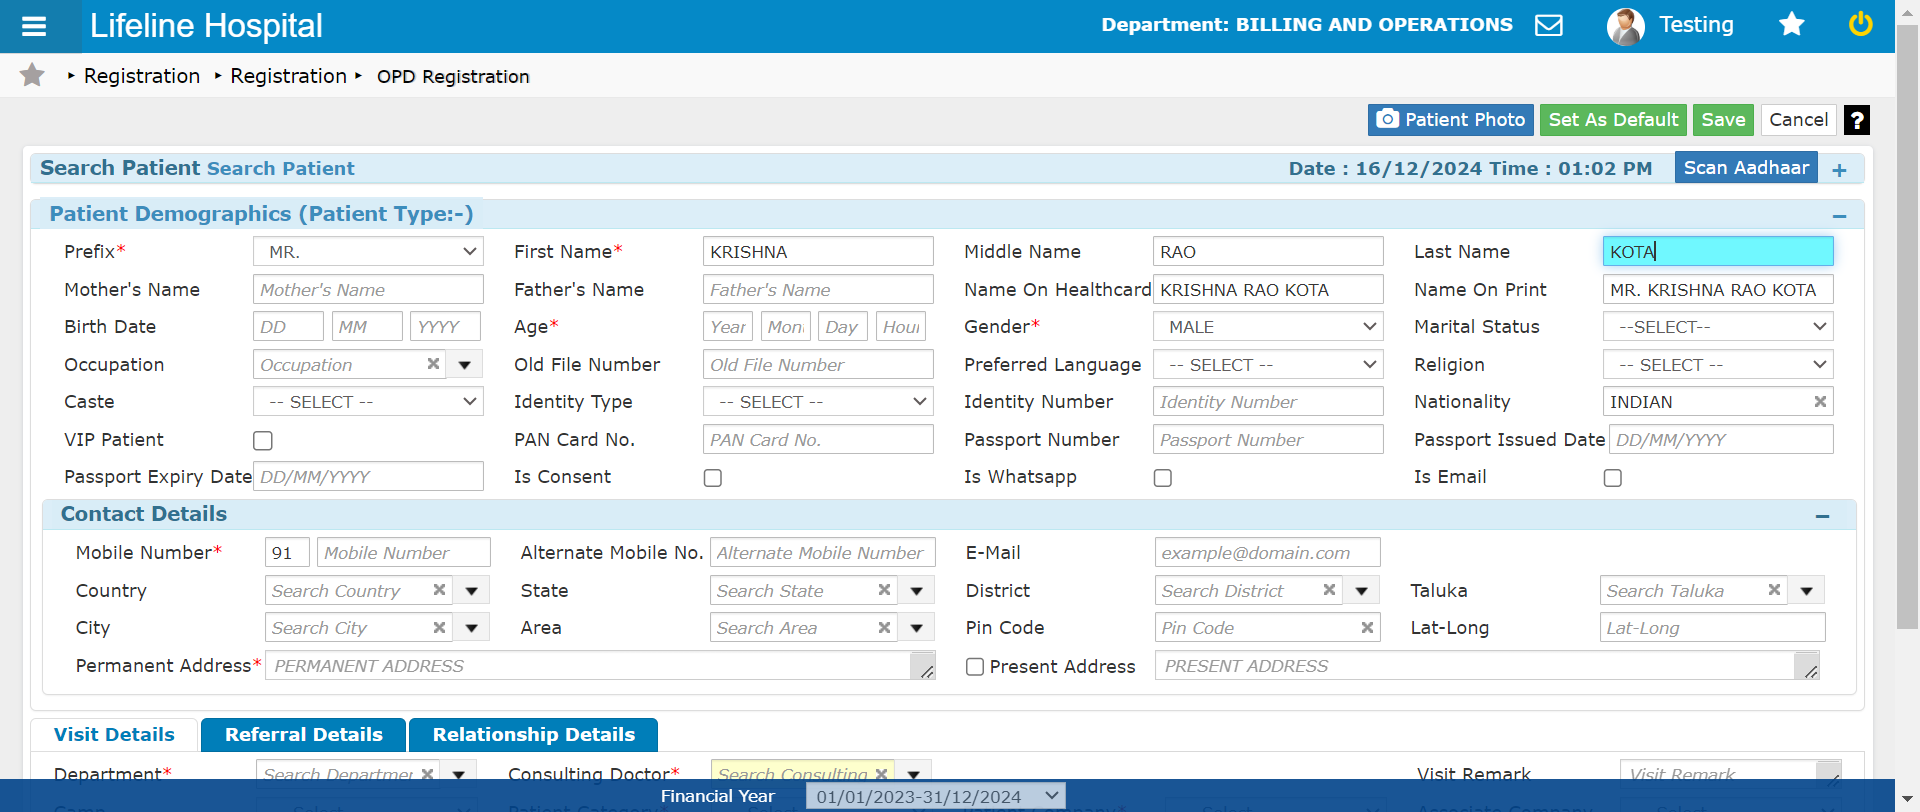 Lifeline Hospital
Department: BILLING AND OPERATIONS
Testing
Registration Registration OPD Registration
Patient Photo Set As Default Save Cancel ?
Search Patient Search Patient Date : 16/12/2024 Time : 01:02 PM Scan Aadhaar +
Patient Demographics (Patient Type:-) −
Prefix* MR. First Name* KRISHNA Middle Name RAO Last Name KOTA
Mother's Name Mother's Name Father's Name Father's Name Name On Healthcard KRISHNA RAO KOTA Name On Print MR. KRISHNA RAO KOTA
Birth Date DD MM YYYY Age* Year Day Gender* MALE Marital Status --SELECT--
Occupation Occupation Old File Number Old File Number Preferred Language -- SELECT -- Religion -- SELECT --
Caste -- SELECT -- Identity Type -- SELECT -- Identity Number Identity Number Nationality INDIAN
VIP Patient PAN Card No. PAN Card No. Passport Number Passport Number Passport Issued Date DD/MM/YYYY
Passport Expiry Date DD/MM/YYYY Is Consent Is Whatsapp Is Email
Contact Details −
Mobile Number* 91 Mobile Number Alternate Mobile No. Alternate Mobile Number E-Mail example@domain.com
Country Search Country State Search State District Search District Taluka Search Taluka
City Search City Area Search Area Pin Code Pin Code Lat-Long Lat-Long
Permanent Address* PERMANENT ADDRESS Present Address PRESENT ADDRESS
Visit Details Referral Details Relationship Details
Department* Search Consulting Doctor* Search Consulting Visit Remark Visit Remark
Financial Year 01/01/2023-31/12/2024